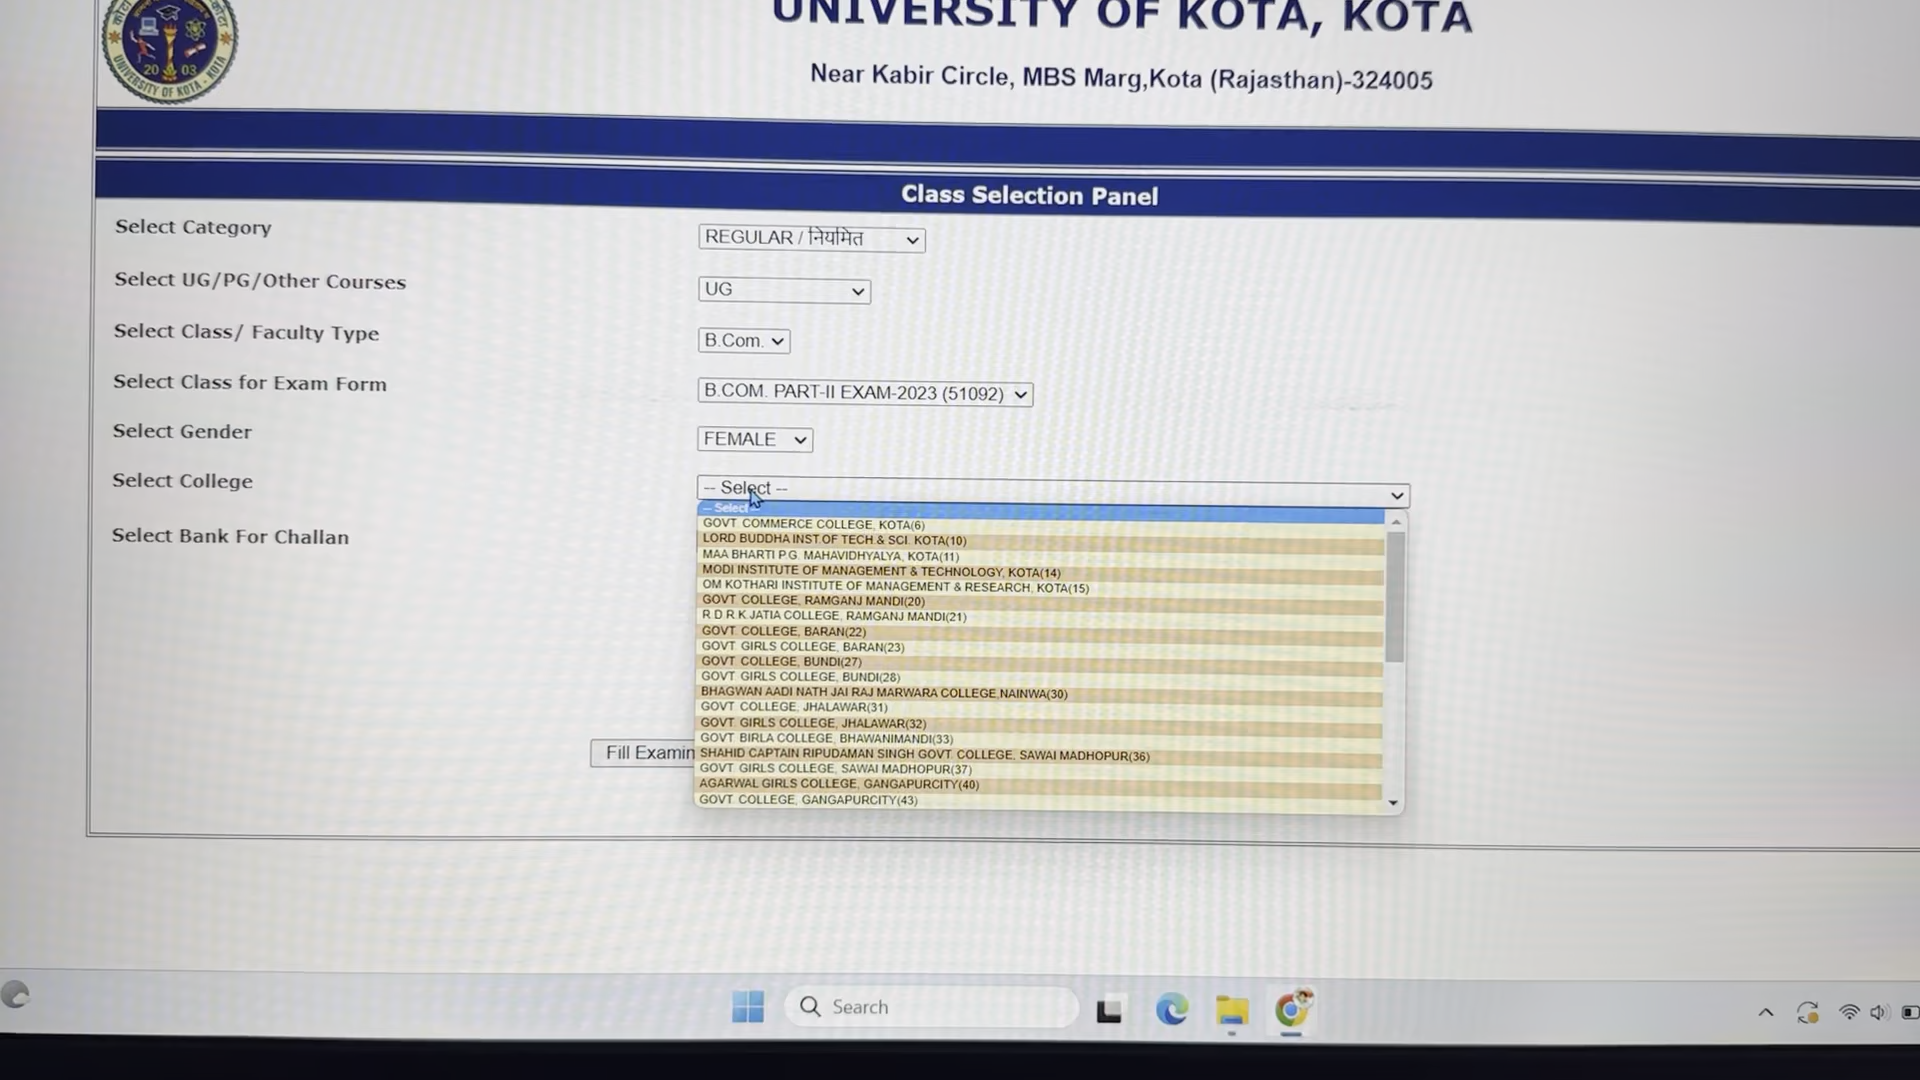 UNIVERSITY OF KOTA, KOTA
Near Kabir Circle, MBS Marg,Kota (Rajasthan)-324005
20 03
UNIVERSITY OF KOTA - KOTA
Class Selection Panel
Select Category
REGULAR / नियमित
Select UG/PG/Other Courses
UG
Select Class/ Faculty Type
B.Com.
Select Class for Exam Form
B.COM. PART-II EXAM-2023 (51092)
Select Gender
FEMALE
Select College
-- Select --
-- Select --
GOVT. COMMERCE COLLEGE, KOTA(6)
LORD BUDDHA INST.OF TECH.& SCI. KOTA(10)
MAA BHARTI P.G. MAHAVIDHYALYA, KOTA(11)
MODI INSTITUTE OF MANAGEMENT & TECHNOLOGY, KOTA(14)
OM KOTHARI INSTITUTE OF MANAGEMENT & RESEARCH, KOTA(15)
GOVT. COLLEGE, RAMGANJ MANDI(20)
R.D.R.K.JATIA COLLEGE, RAMGANJ MANDI(21)
GOVT. COLLEGE, BARAN(22)
GOVT. GIRLS COLLEGE, BARAN(23)
GOVT. COLLEGE, BUNDI(27)
GOVT. GIRLS COLLEGE, BUNDI(28)
BHAGWAN AADI NATH JAI RAJ MARWARA COLLEGE,NAINWA(30)
GOVT. COLLEGE, JHALAWAR(31)
GOVT. GIRLS COLLEGE, JHALAWAR(32)
GOVT. BIRLA COLLEGE, BHAWANIMANDI(33)
SHAHID CAPTAIN RIPUDAMAN SINGH GOVT. COLLEGE, SAWAI MADHOPUR(36)
GOVT. GIRLS COLLEGE, SAWAI MADHOPUR(37)
AGARWAL GIRLS COLLEGE, GANGAPURCITY(40)
GOVT. COLLEGE, GANGAPURCITY(43)
Select Bank For Challan
Fill Examin
Search